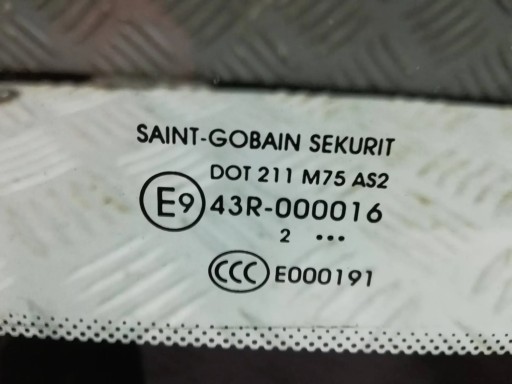 SAINT-GOBAIN SEKURIT
DOT 211 M75 AS2
E9 43R-000016
2 •••
CCC E000191